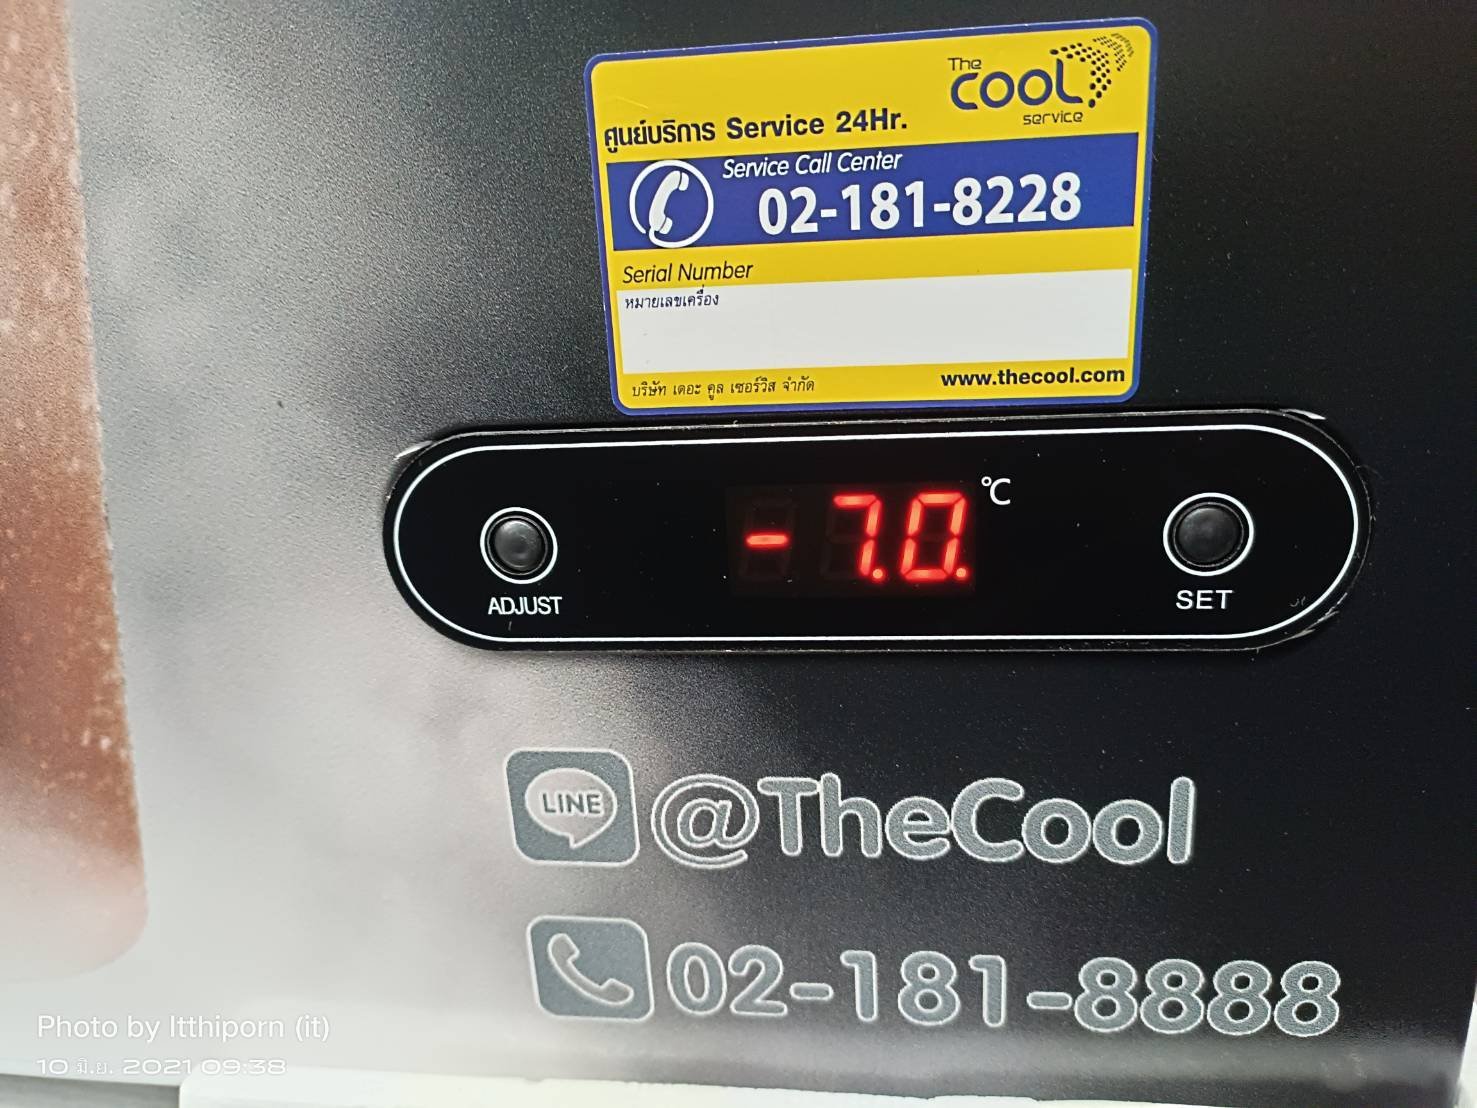 The
COOL
service
ศูนย์บริการ Service 24Hr.
Service Call Center
02-181-8228
Serial Number
หมายเลขเครื่อง
บริษัท เดอะ คูล เซอร์วิส จำกัด
www.thecool.com
-7.0.
°C
ADJUST
SET
LINE
@TheCool
02-181-8888
Photo by Itthiporn (it)
10 มิ.ย. 2021 09:38